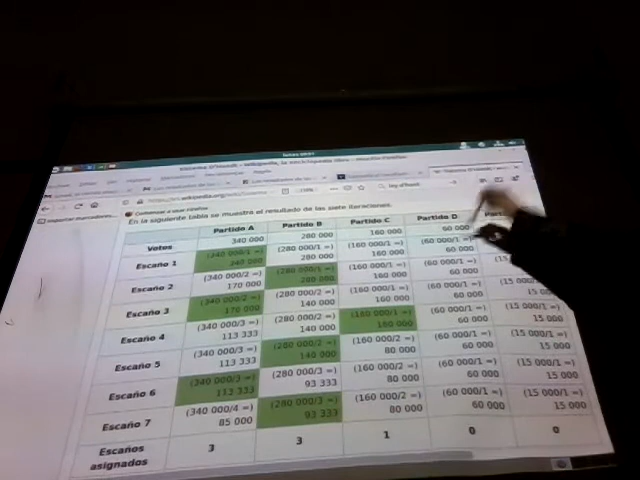 En la siguiente tabla se muestra el resultado de las siete iteraciones.
Partido A Partido B Partido C Partido D
Votos 340 000 280 000 160 000 60 000
Escaño 1 (340 000/1 =) 340 000 (280 000/1 =) 280 000 (160 000/1 =) 160 000 (60 000/1 =) 60 000
Escaño 2 (340 000/2 =) 170 000 (280 000/1 =) 280 000 (160 000/1 =) 160 000 (60 000/1 =) 60 000
Escaño 3 (340 000/2 =) 170 000 (280 000/2 =) 140 000 (160 000/1 =) 160 000 (60 000/1 =) 60 000 (15 000/1 =) 15 000
Escaño 4 (340 000/3 =) 113 333 (280 000/2 =) 140 000 (160 000/1 =) 160 000 (60 000/1 =) 60 000 (15 000/1 =) 15 000
Escaño 5 (340 000/3 =) 113 333 (280 000/2 =) 140 000 (160 000/2 =) 80 000 (60 000/1 =) 60 000 (15 000/1 =) 15 000
Escaño 6 (340 000/3 =) 113 333 (280 000/3 =) 93 333 (160 000/2 =) 80 000 (60 000/1 =) 60 000 (15 000/1 =) 15 000
Escaño 7 (340 000/4 =) 85 000 (280 000/3 =) 93 333 (160 000/2 =) 80 000 (60 000/1 =) 60 000 (15 000/1 =) 15 000
Escaños asignados 3 3 1 0 0